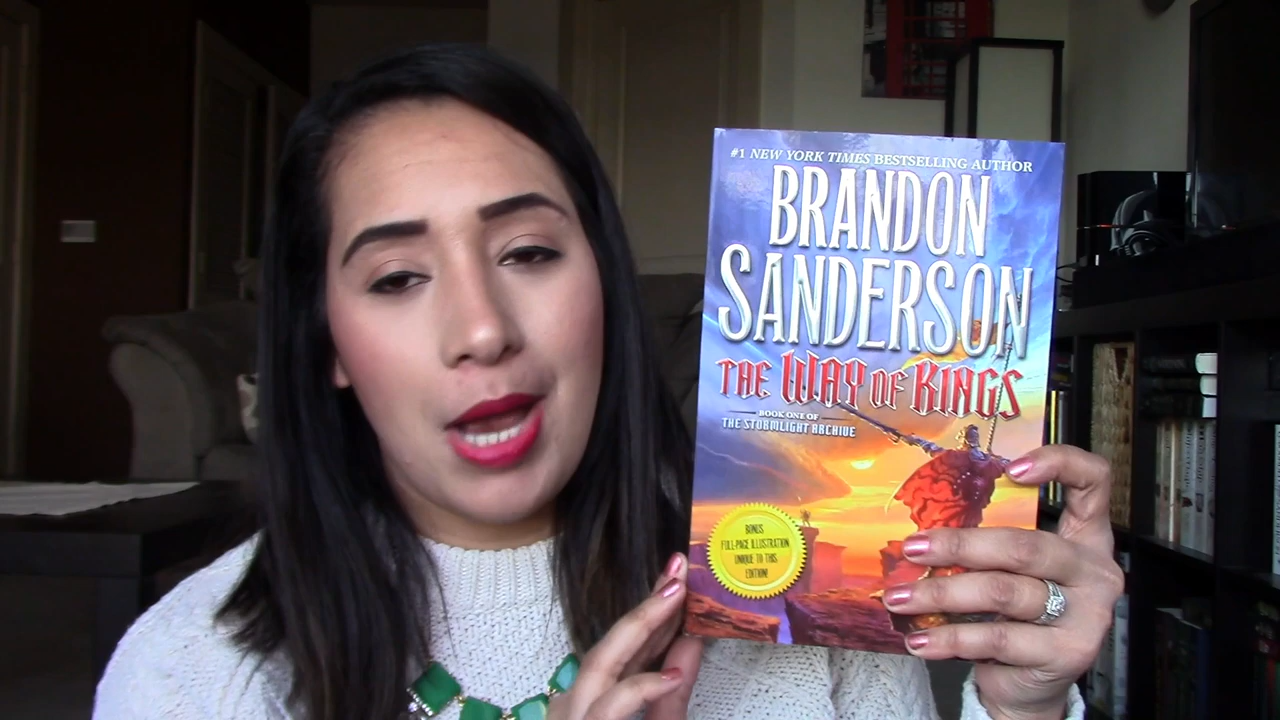 #1 NEW YORK TIMES BESTSELLING AUTHOR
BRANDON
SANDERSON
THE WAY OF KINGS
BOOK ONE OF
THE STORMLIGHT ARCHIVE
BONUS
FULL-PAGE ILLUSTRATION
UNIQUE TO THIS
EDITION!